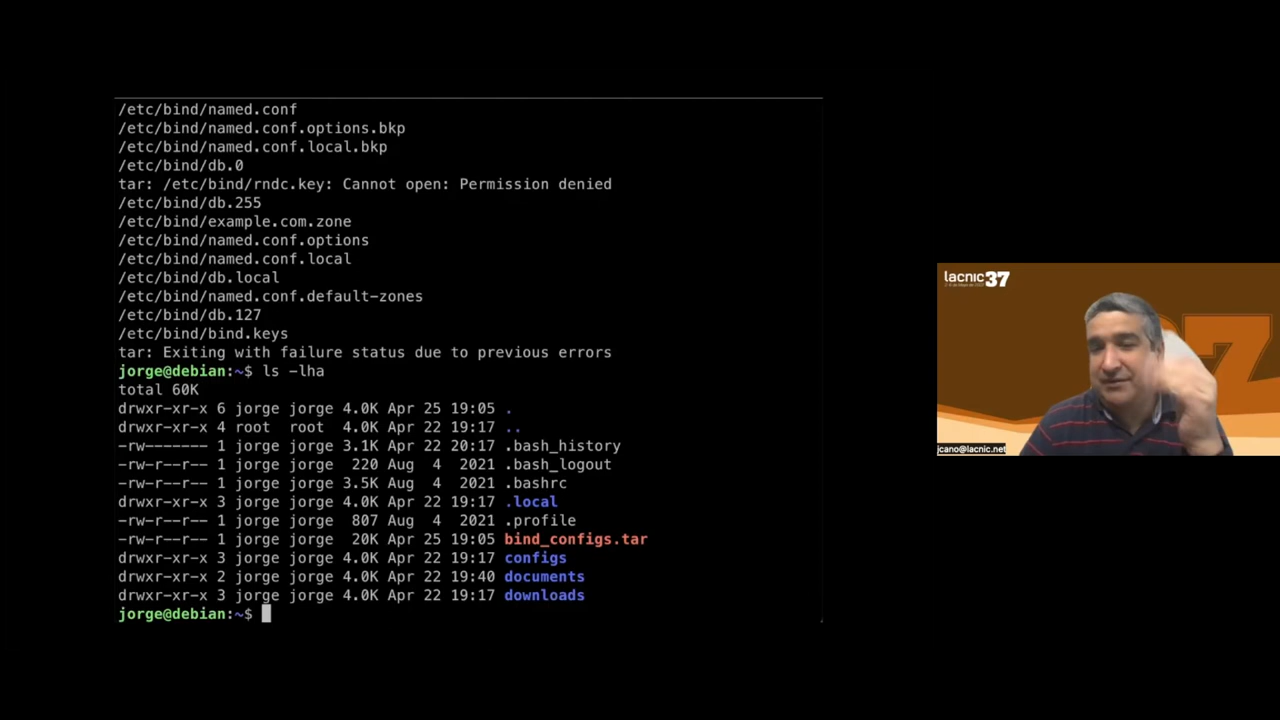 /etc/bind/named.conf
/etc/bind/named.conf.options.bkp
/etc/bind/named.conf.local.bkp
/etc/bind/db.0
tar: /etc/bind/rndc.key: Cannot open: Permission denied
/etc/bind/db.255
/etc/bind/example.com.zone
/etc/bind/named.conf.options
/etc/bind/named.conf.local
/etc/bind/db.local
/etc/bind/named.conf.default-zones
/etc/bind/db.127
/etc/bind/bind.keys
tar: Exiting with failure status due to previous errors
jorge@debian:~$ ls -lha
total 60K
drwxr-xr-x 6 jorge jorge 4.0K Apr 25 19:05 .
drwxr-xr-x 4 root  root  4.0K Apr 22 19:17 ..
-rw------- 1 jorge jorge 3.1K Apr 22 20:17 .bash_history
-rw-r--r-- 1 jorge jorge  220 Aug  4  2021 .bash_logout
-rw-r--r-- 1 jorge jorge 3.5K Aug  4  2021 .bashrc
drwxr-xr-x 3 jorge jorge 4.0K Apr 22 19:17 .local
-rw-r--r-- 1 jorge jorge  807 Aug  4  2021 .profile
-rw-r--r-- 1 jorge jorge  20K Apr 25 19:05 bind_configs.tar
drwxr-xr-x 3 jorge jorge 4.0K Apr 22 19:17 configs
drwxr-xr-x 2 jorge jorge 4.0K Apr 22 19:40 documents
drwxr-xr-x 3 jorge jorge 4.0K Apr 22 19:17 downloads
jorge@debian:~$
lacnic 37
jcano@lacnic.net